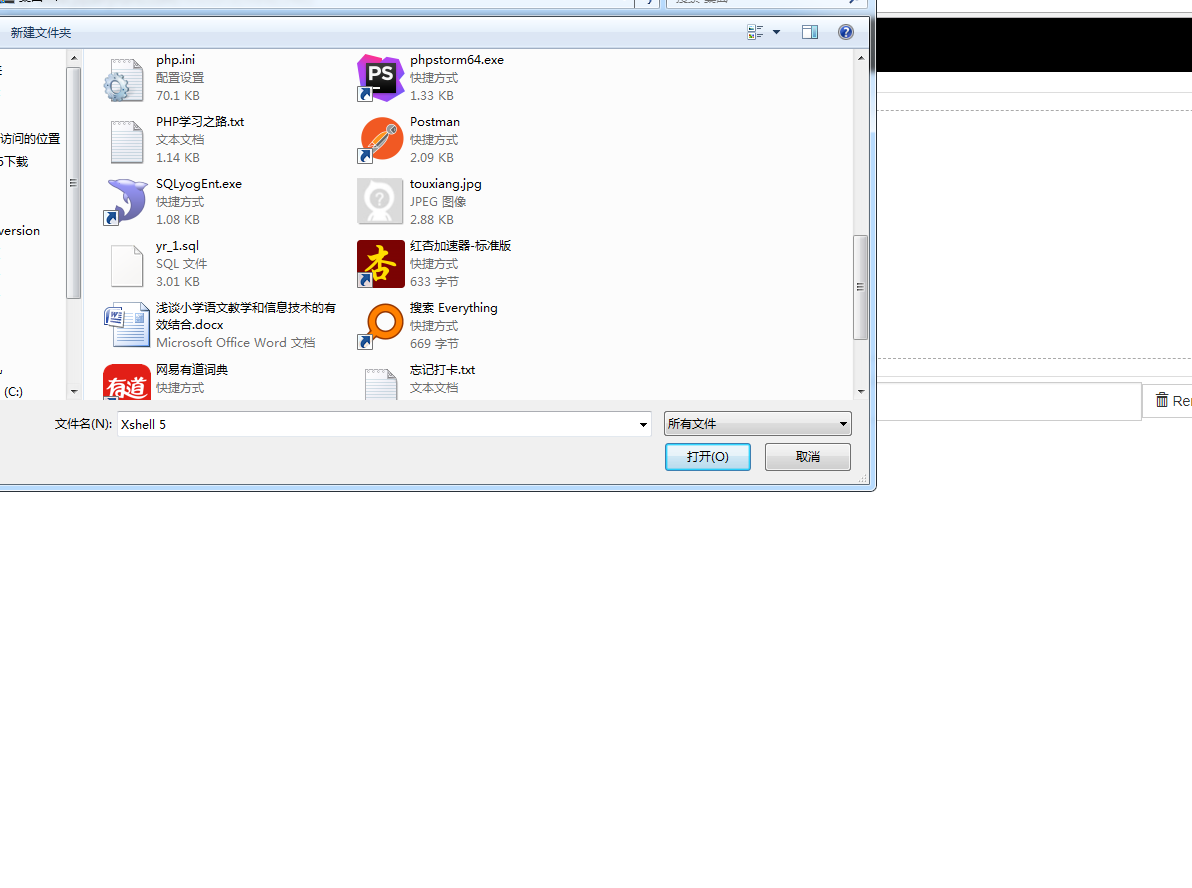 新建文件夹
访问的位置
下载
version
(C:)
php.ini
配置设置
70.1 KB
phpstorm64.exe
快捷方式
1.33 KB
PHP学习之路.txt
文本文档
1.14 KB
Postman
快捷方式
2.09 KB
SQLyogEnt.exe
快捷方式
1.08 KB
touxiang.jpg
JPEG 图像
2.88 KB
yr_1.sql
SQL 文件
3.01 KB
红杏加速器-标准版
快捷方式
633 字节
浅谈小学语文教学和信息技术的有
效结合.docx
Microsoft Office Word 文档
搜索 Everything
快捷方式
669 字节
有道
网易有道词典
快捷方式
忘记打卡.txt
文本文档
PS
杏
文件名(N):
Xshell 5
所有文件
打开(O)
取消
Rer